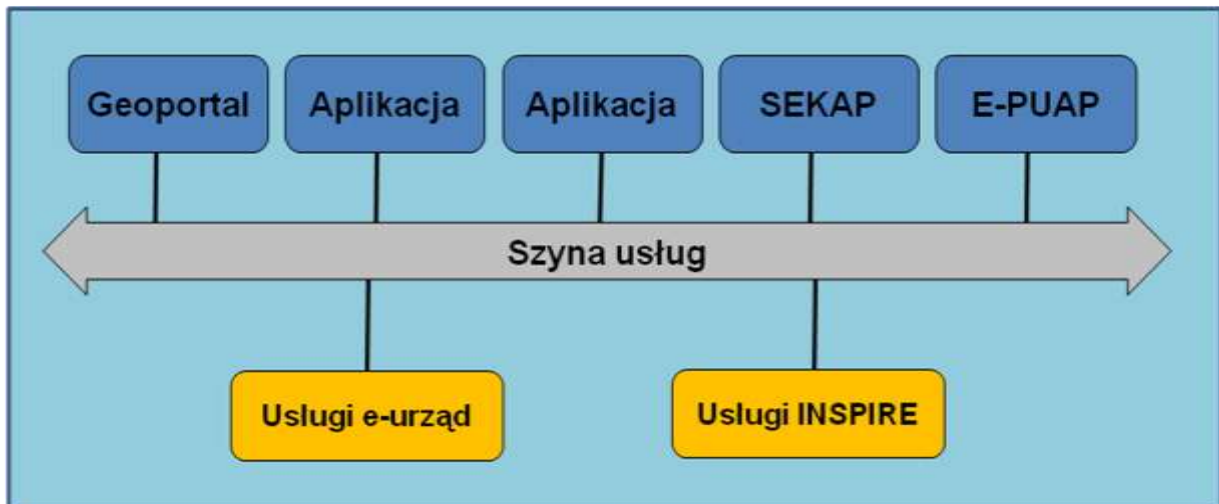 Geoportal
Aplikacja
Aplikacja
SEKAP
E-PUAP
Szyna usług
Uslugi e-urząd
Uslugi INSPIRE